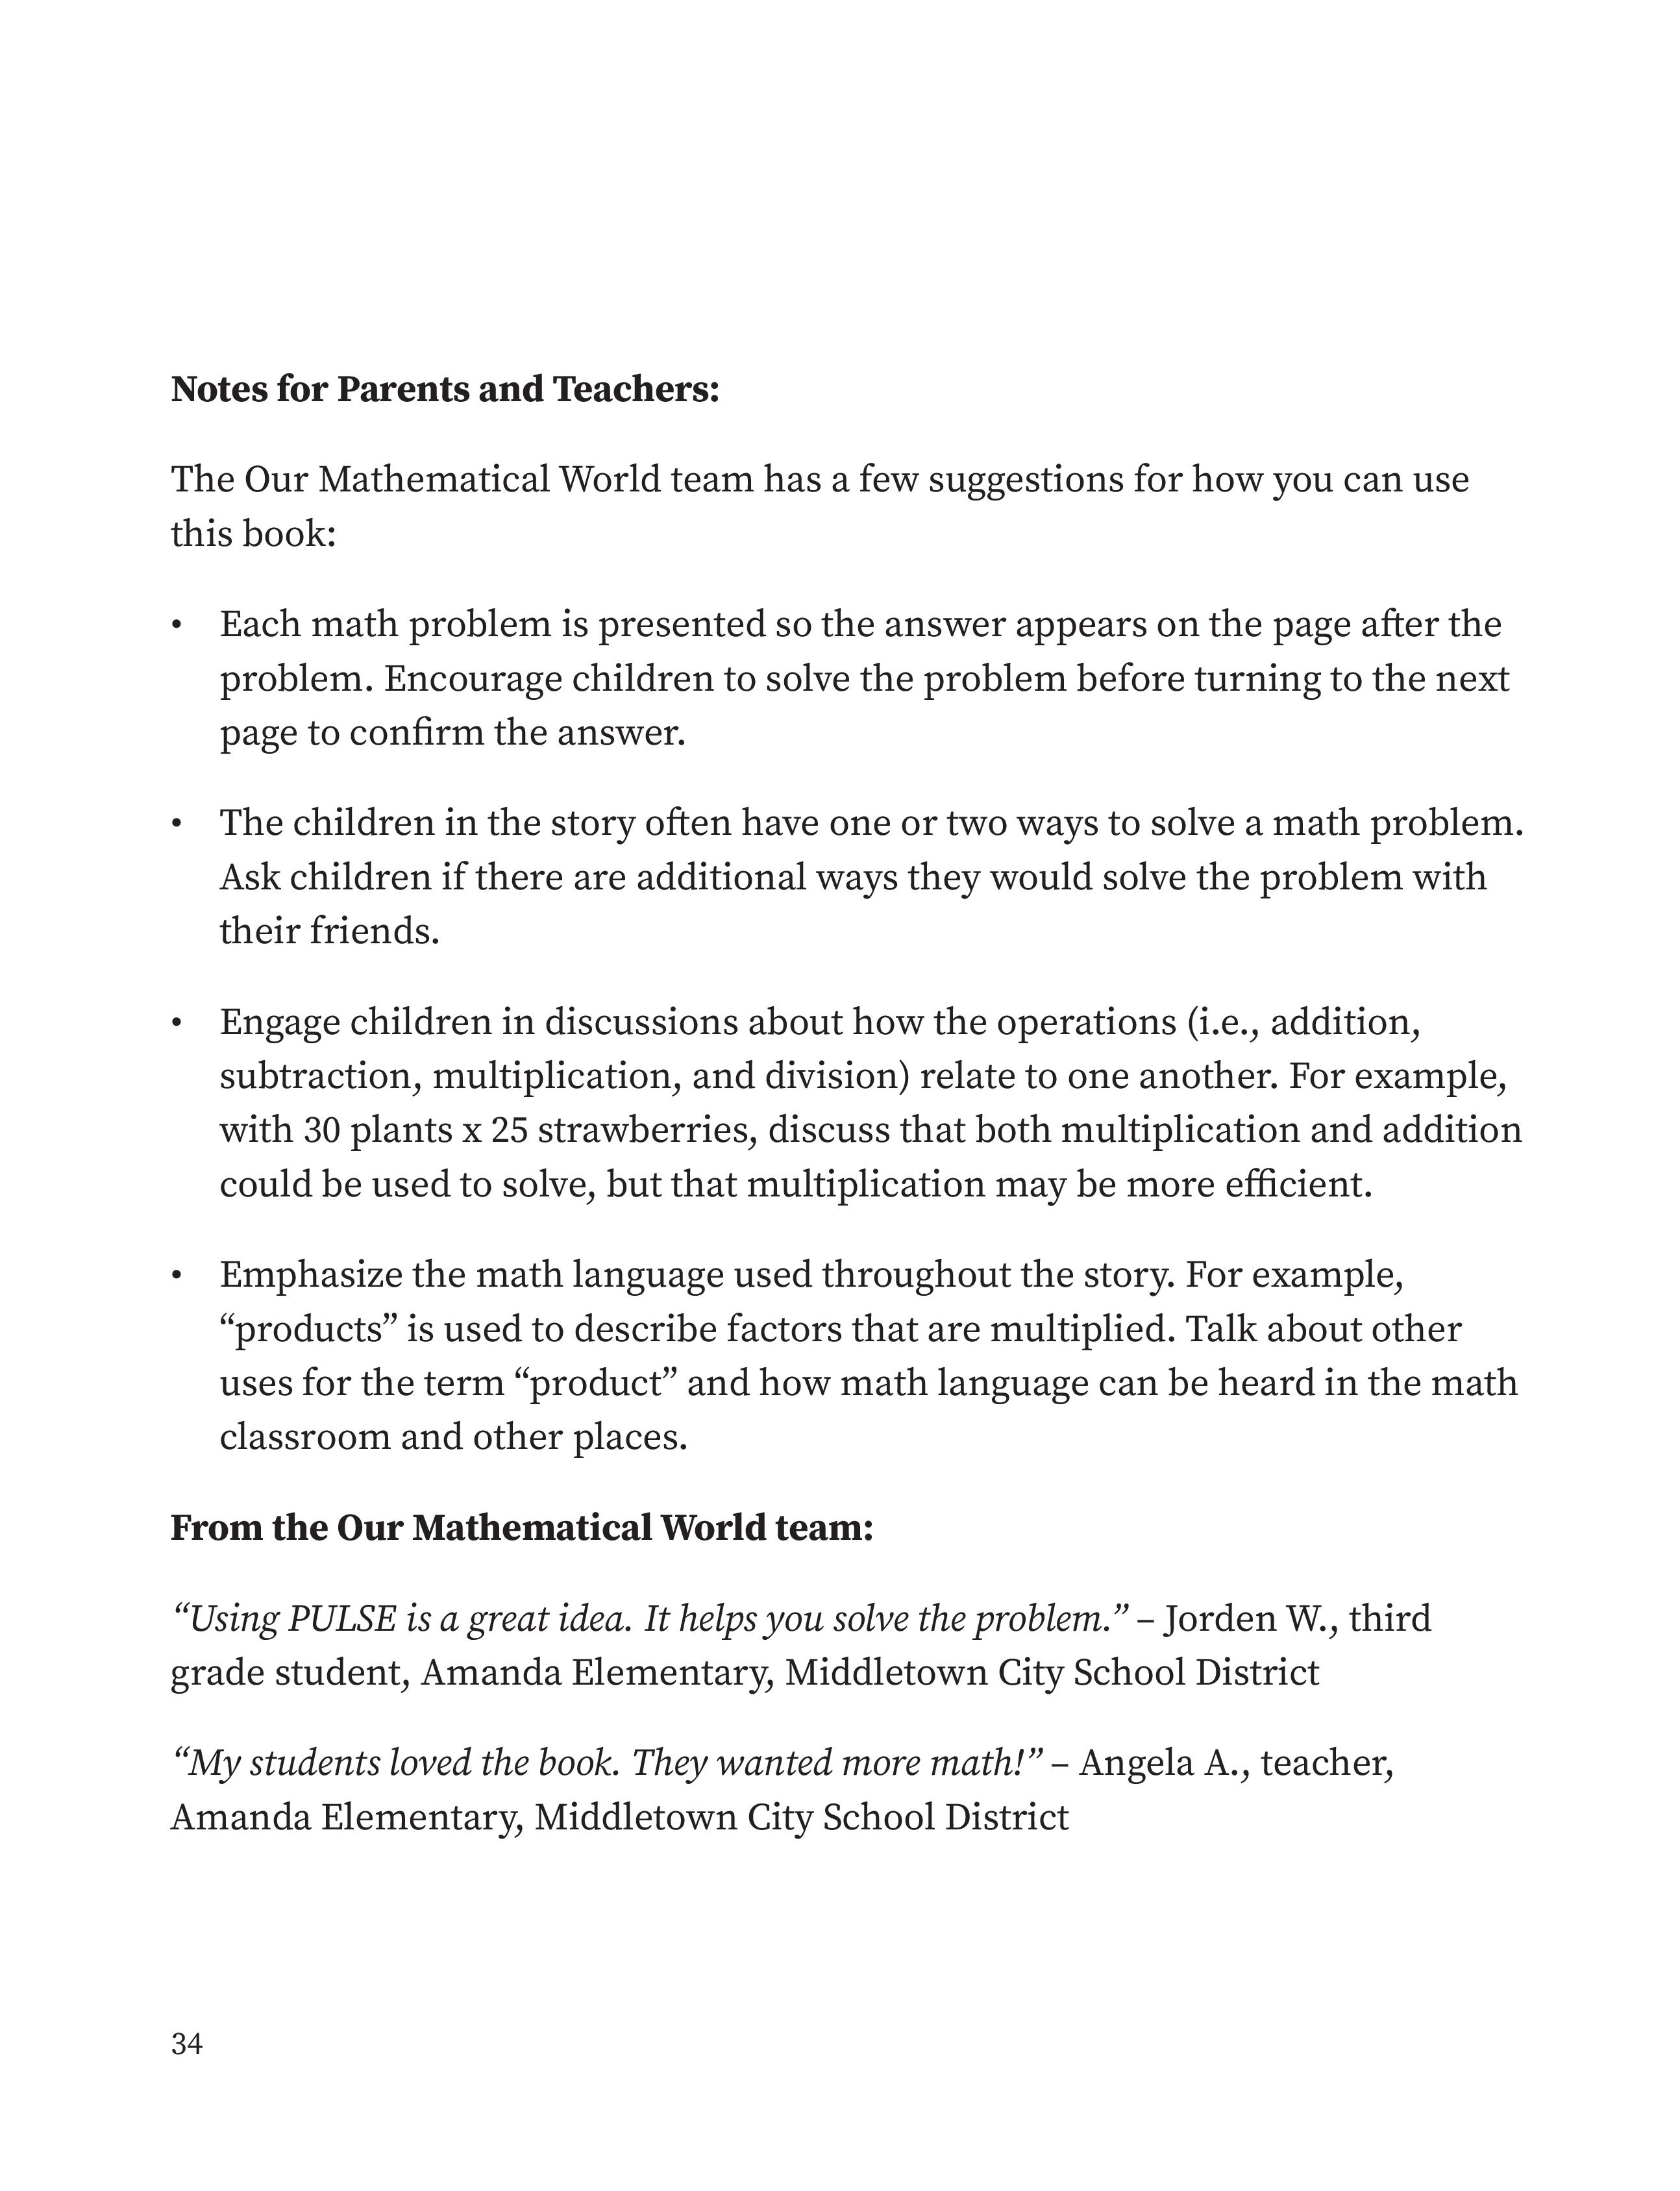 Notes for Parents and Teachers:
The Our Mathematical World team has a few suggestions for how you can use
this book:
• Each math problem is presented so the answer appears on the page after the
problem. Encourage children to solve the problem before turning to the next
page to confirm the answer.
• The children in the story often have one or two ways to solve a math problem.
Ask children if there are additional ways they would solve the problem with
their friends.
• Engage children in discussions about how the operations (i.e., addition,
subtraction, multiplication, and division) relate to one another. For example,
with 30 plants x 25 strawberries, discuss that both multiplication and addition
could be used to solve, but that multiplication may be more efficient.
• Emphasize the math language used throughout the story. For example,
“products” is used to describe factors that are multiplied. Talk about other
uses for the term “product” and how math language can be heard in the math
classroom and other places.
From the Our Mathematical World team:
“Using PULSE is a great idea. It helps you solve the problem.” – Jorden W., third
grade student, Amanda Elementary, Middletown City School District
“My students loved the book. They wanted more math!” – Angela A., teacher,
Amanda Elementary, Middletown City School District
34